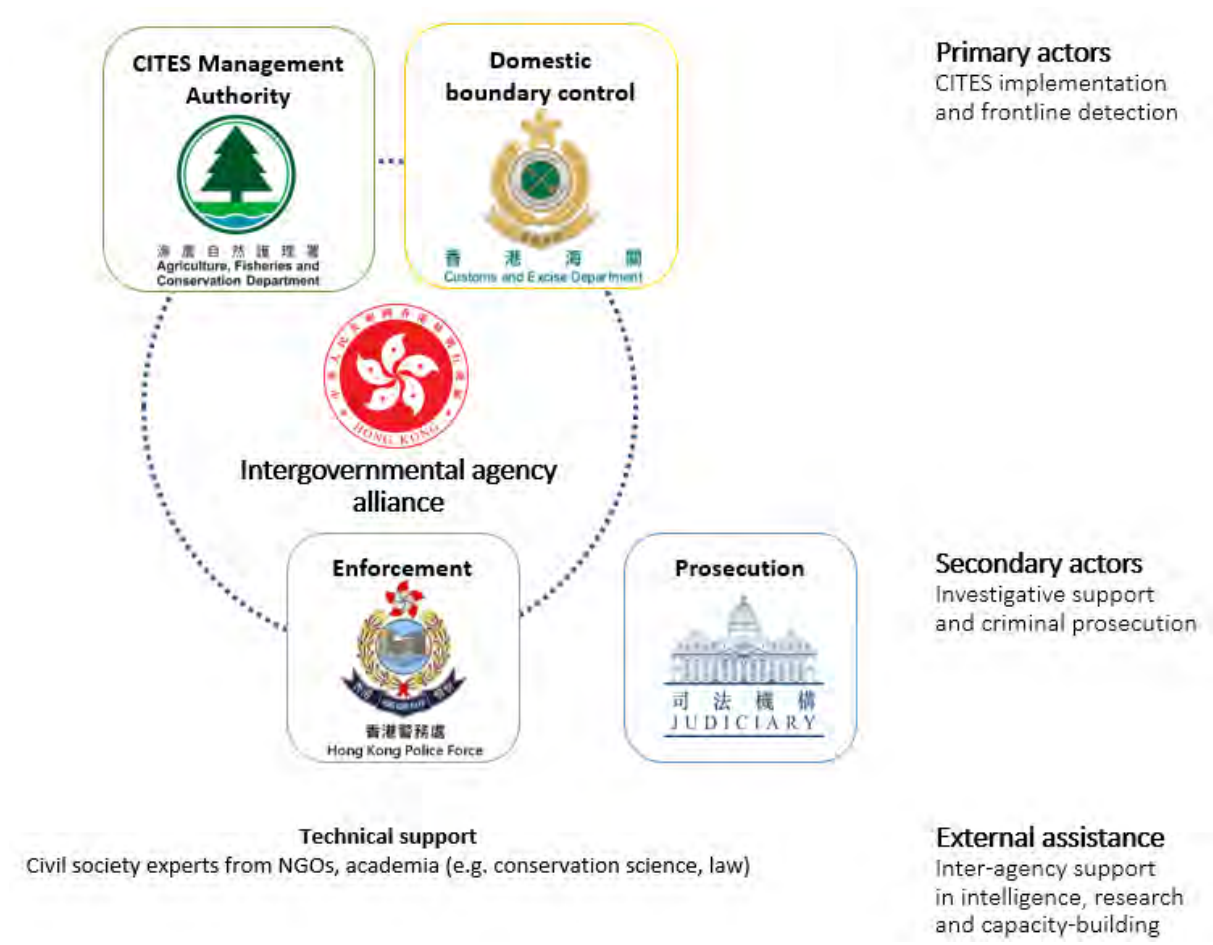 CITES Management
Authority
漁農自然護理署
Agriculture, Fisheries and
Conservation Department
Domestic
boundary control
香港海關
Customs and Excise Department
Primary actors
CITES implementation
and frontline detection
HONG KONG
Intergovernmental agency
alliance
Enforcement
香港警務處
Hong Kong Police Force
Prosecution
司法機構
JUDICIARY
Secondary actors
Investigative support
and criminal prosecution
Technical support
Civil society experts from NGOs, academia (e.g. conservation science, law)
External assistance
Inter-agency support
in intelligence, research
and capacity-building